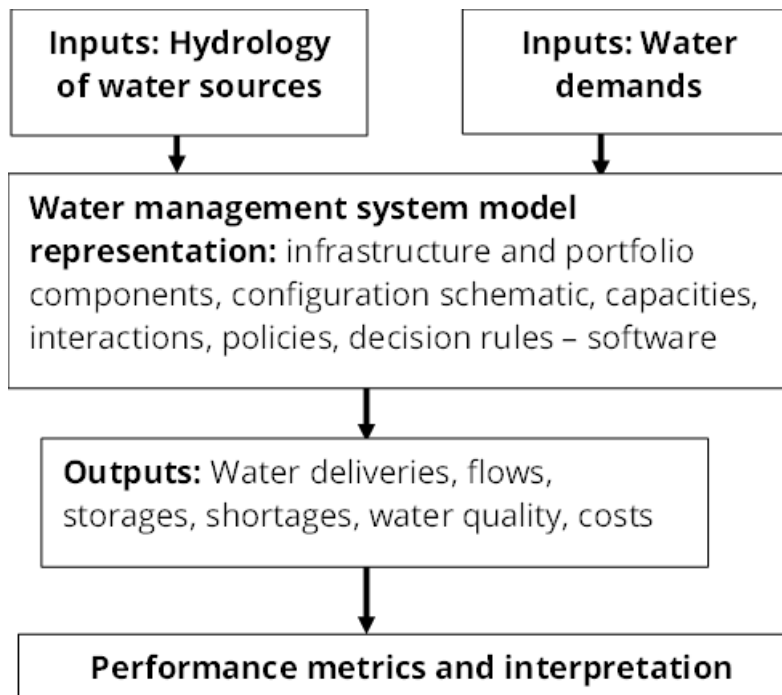 Inputs: Hydrology
of water sources
Inputs: Water
demands
Water management system model
representation: infrastructure and portfolio
components, configuration schematic, capacities,
interactions, policies, decision rules – software
Outputs: Water deliveries, flows,
storages, shortages, water quality, costs
Performance metrics and interpretation